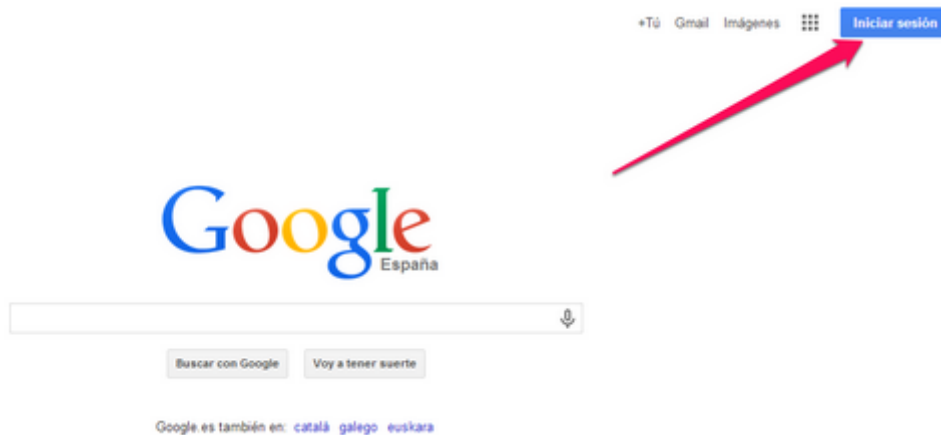 +Tú Gmail Imágenes Iniciar sesión
Google
España
Buscar con Google Voy a tener suerte
Google.es también en: català galego euskara